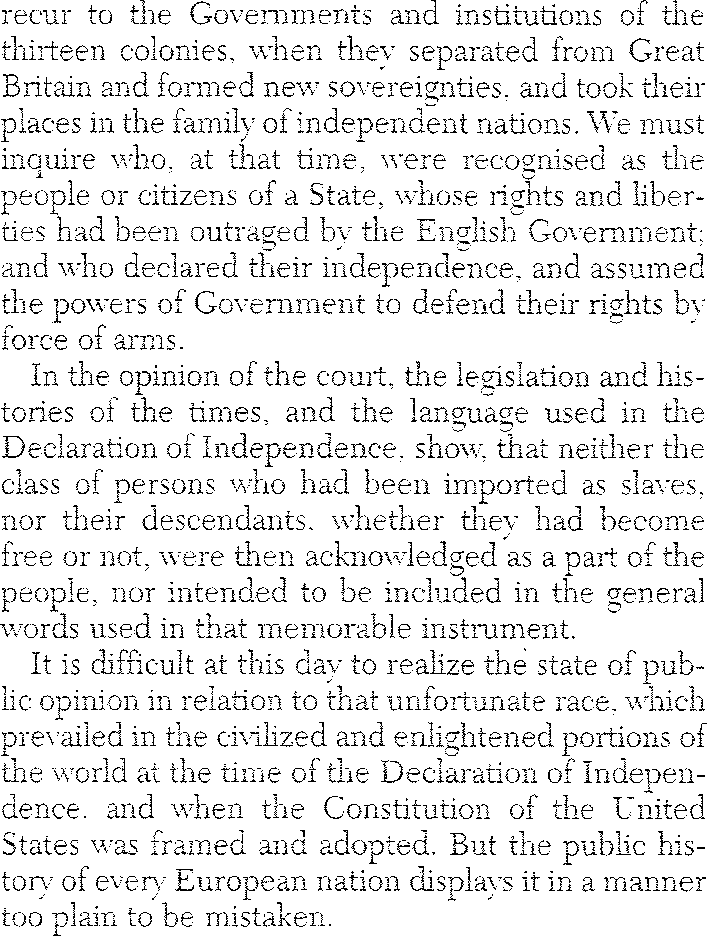 recur to the Governments and institutions of the
thirteen colonies, when they separated from Great
Britain and formed new sovereignties, and took their
places in the family of independent nations. We must
inquire who, at that time, were recognised as the
people or citizens of a State, whose rights and liber-
ties had been outraged by the English Government;
and who declared their independence, and assumed
the powers of Government to defend their rights by
force of arms.
In the opinion of the court, the legislation and his-
tories of the times, and the language used in the
Declaration of Independence, show, that neither the
class of persons who had been imported as slaves,
nor their descendants, whether they had become
free or not, were then acknowledged as a part of the
people, nor intended to be included in the general
words used in that memorable instrument.
It is difficult at this day to realize the state of pub-
lic opinion in relation to that unfortunate race, which
prevailed in the civilized and enlightened portions of
the world at the time of the Declaration of Indepen-
dence, and when the Constitution of the United
States was framed and adopted. But the public his-
tory of every European nation displays it in a manner
too plain to be mistaken.